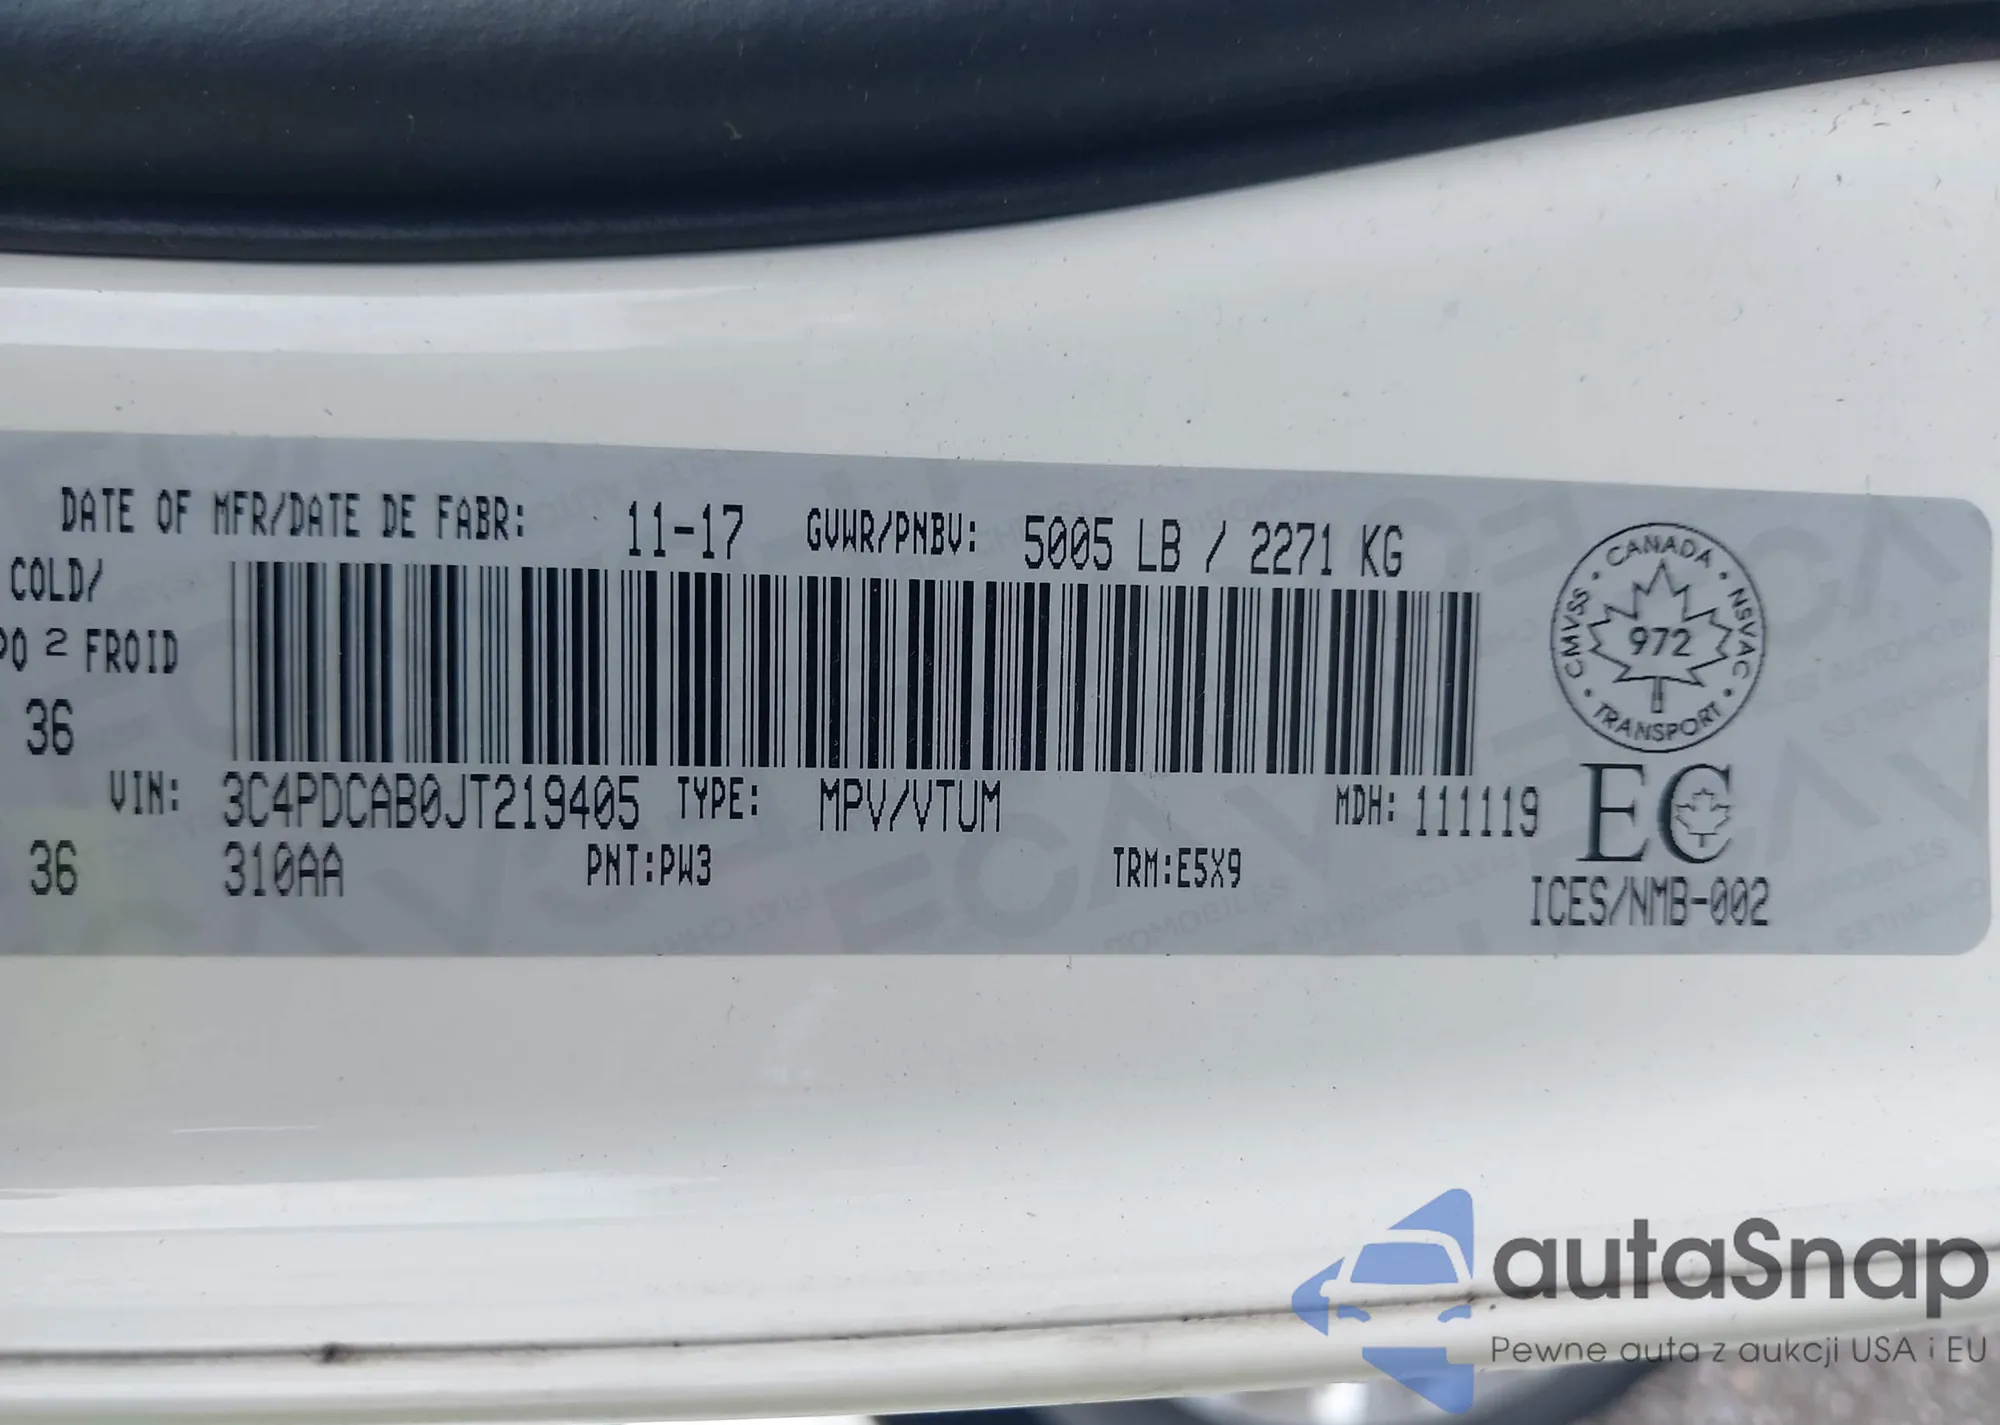 DATE OF MFR/DATE DE FABR: 11-17 GVWR/PNBV: 5005 LB / 2271 KG
COLD/
PO 2 FROID
36
VIN: 3C4PDCAB0JT219405 TYPE: MPV/VTUM MDH: 111119
36 310AA PNT:PW3 TRM:E5X9
CANADA · NSVAC · TRANSPORT · CMVSS ·
972
EC
ICES/NMB-002
autaSnap
Pewne auta z aukcji USA i EU